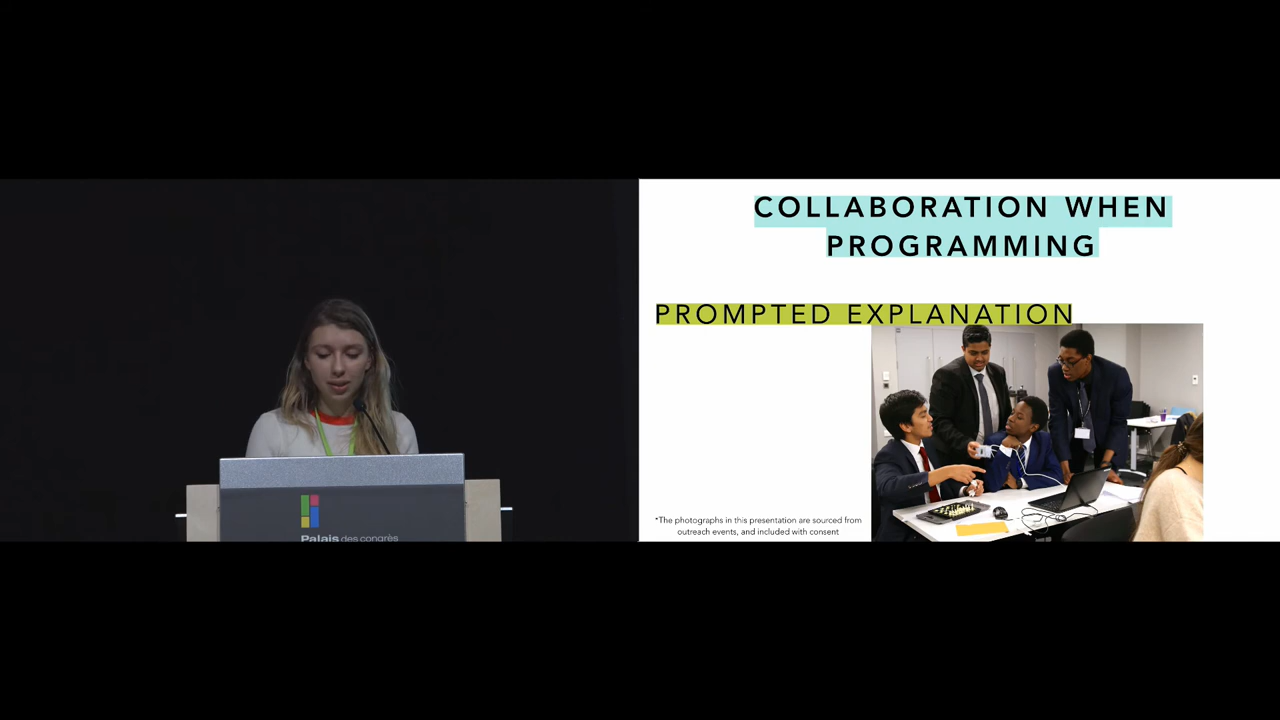 COLLABORATION WHEN
PROGRAMMING
PROMPTED EXPLANATION
*The photographs in this presentation are sourced from
outreach events, and included with consent
Palais des congrès